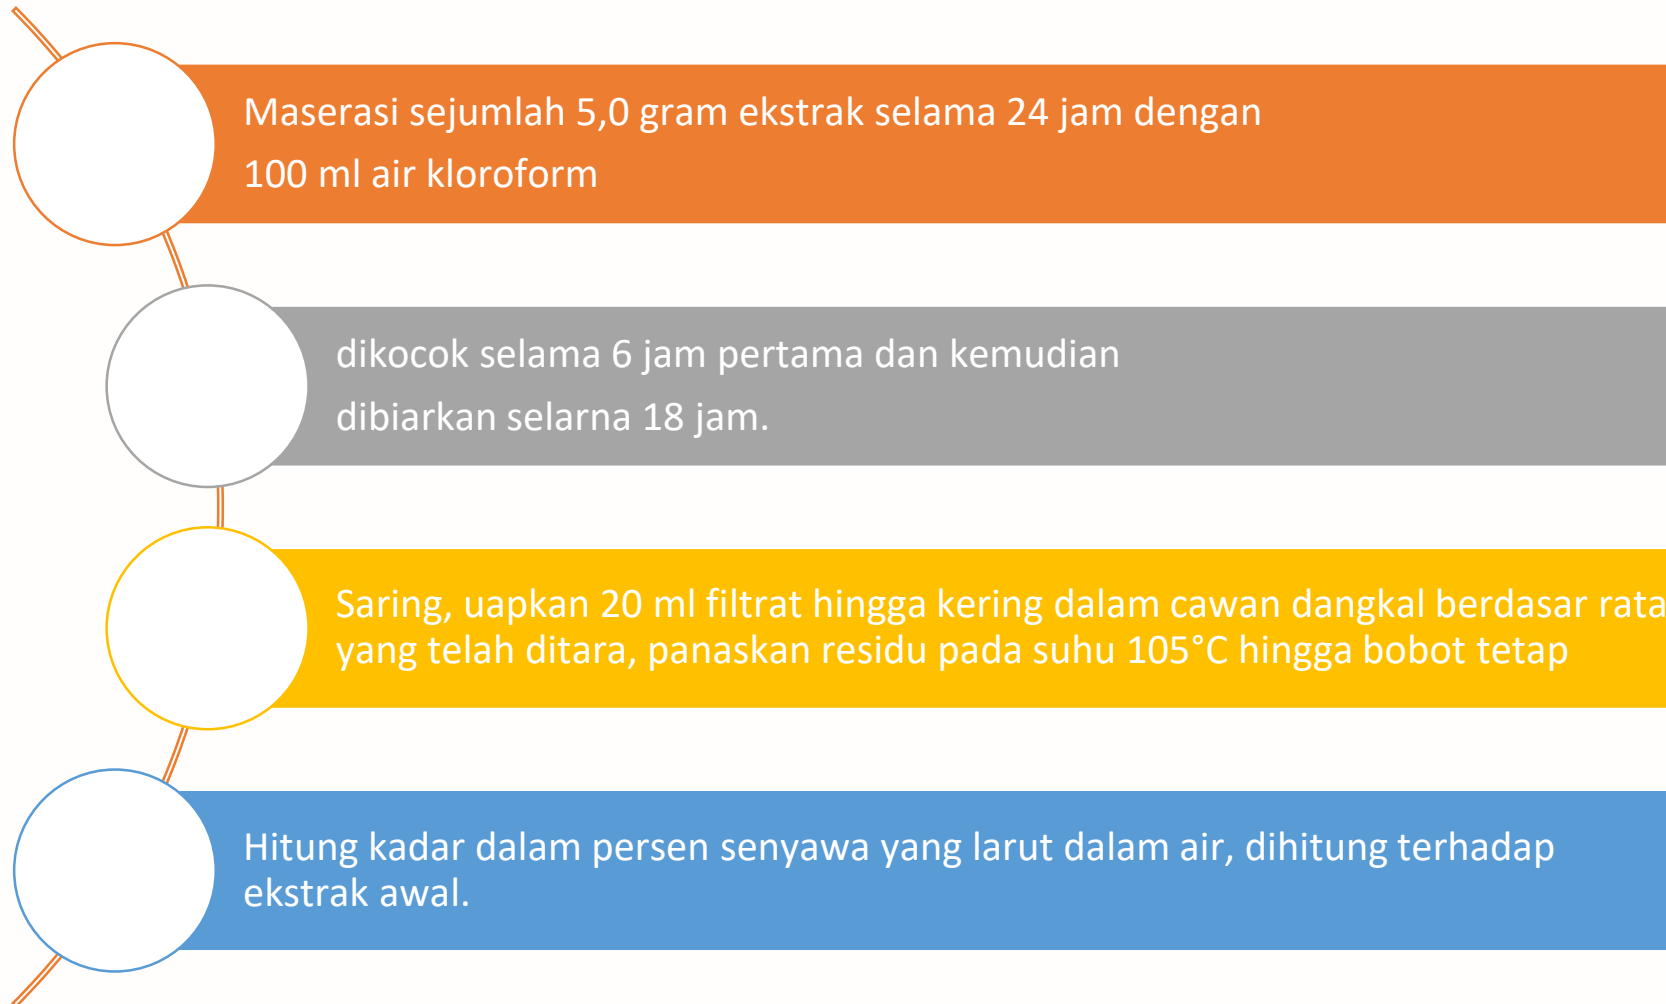 Maserasi sejumlah 5,0 gram ekstrak selama 24 jam dengan
100 ml air kloroform
dikocok selama 6 jam pertama dan kemudian
dibiarkan selarna 18 jam.
Saring, uapkan 20 ml filtrat hingga kering dalam cawan dangkal berdasar rata
yang telah ditara, panaskan residu pada suhu 105°C hingga bobot tetap
Hitung kadar dalam persen senyawa yang larut dalam air, dihitung terhadap
ekstrak awal.